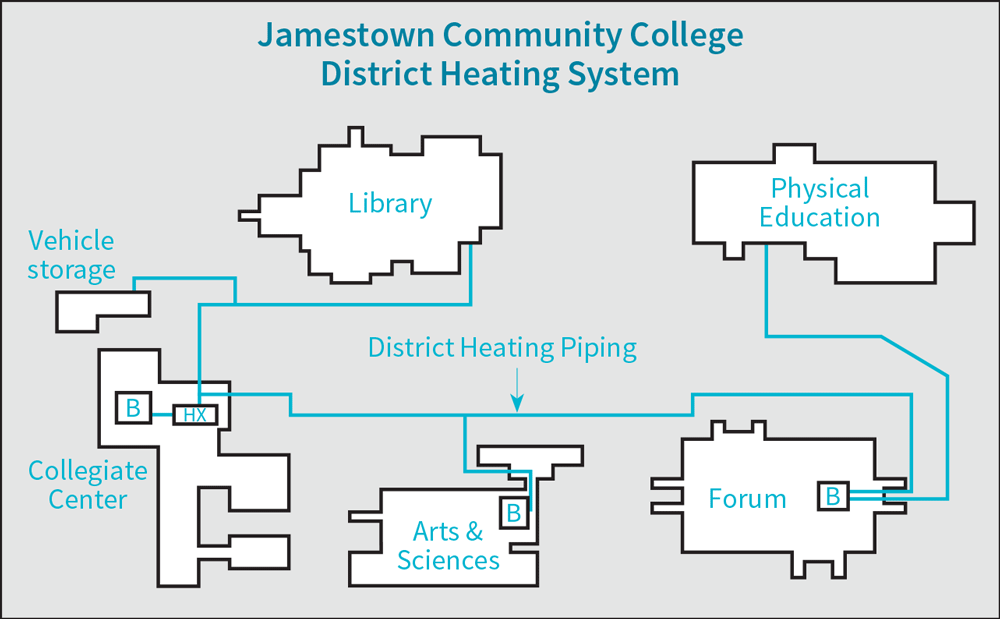 Jamestown Community College
District Heating System
Library
Physical
Education
Vehicle
storage
District Heating Piping
B
HX
Collegiate
Center
Forum
B
B
Arts &
Sciences